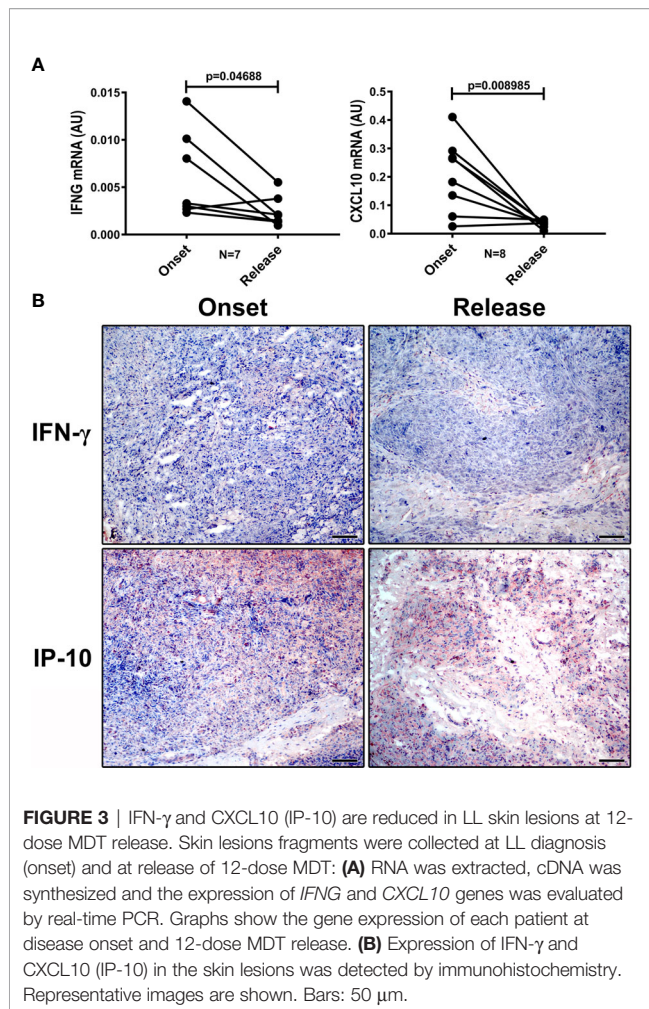 A
p=0.04688
IFNG mRNA (AU)
0.015
0.010
0.005
0.000
Onset
N=7
Release
p=0.008985
CXCL10 mRNA (AU)
0.5
0.4
0.3
0.2
0.1
0.0
Onset
N=8
Release
B
Onset
Release
IFN-γ
IP-10
FIGURE 3 | IFN-γ and CXCL10 (IP-10) are reduced in LL skin lesions at 12-
dose MDT release. Skin lesions fragments were collected at LL diagnosis
(onset) and at release of 12-dose MDT: (A) RNA was extracted, cDNA was
synthesized and the expression of IFNG and CXCL10 genes was evaluated
by real-time PCR. Graphs show the gene expression of each patient at
disease onset and 12-dose MDT release. (B) Expression of IFN-γ and
CXCL10 (IP-10) in the skin lesions was detected by immunohistochemistry.
Representative images are shown. Bars: 50 μm.